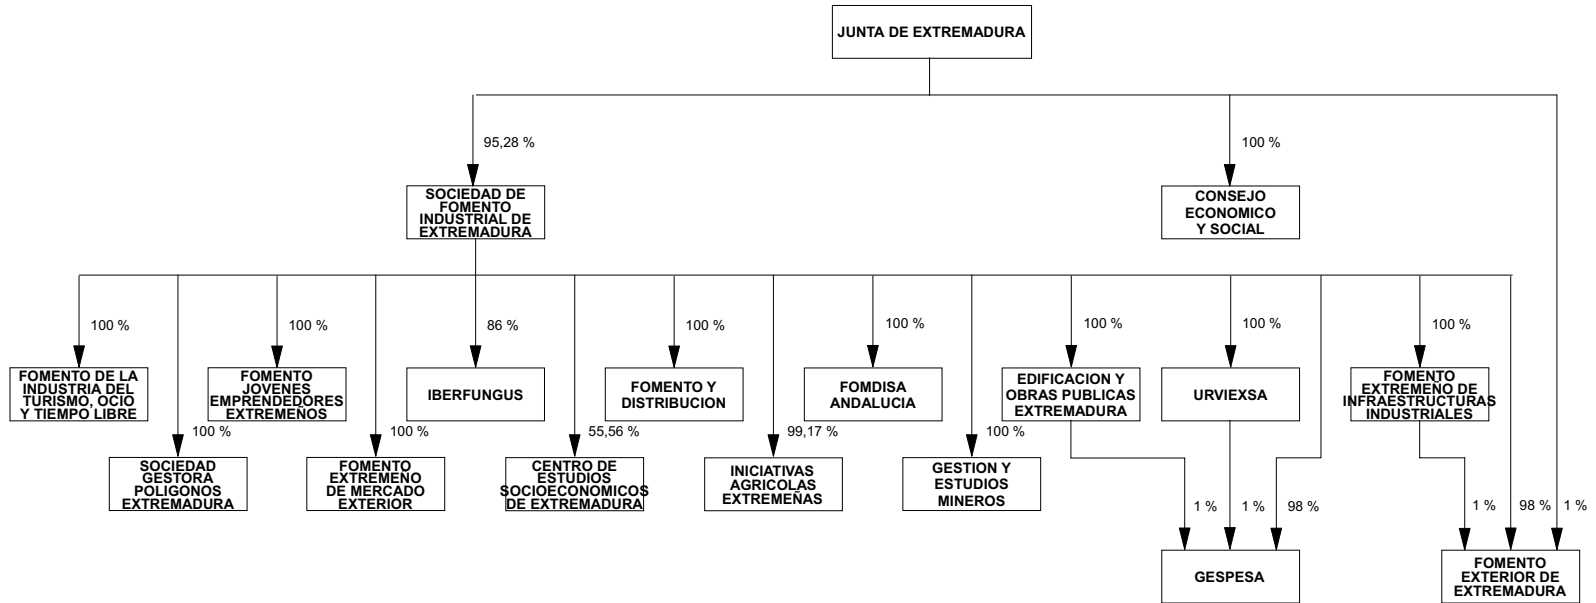 JUNTA DE EXTREMADURA
95,28 %
100 %
SOCIEDAD DE
FOMENTO
INDUSTRIAL DE
EXTREMADURA
CONSEJO
ECONOMICO
Y SOCIAL
100 %
100 %
86 %
100 %
100 %
100 %
100 %
100 %
FOMENTO DE LA
INDUSTRIA DEL
TURISMO, OCIO
Y TIEMPO LIBRE
FOMENTO
JOVENES
EMPRENDEDORES
EXTREMEÑOS
IBERFUNGUS
FOMENTO Y
DISTRIBUCION
FOMDISA
ANDALUCIA
EDIFICACION Y
OBRAS PUBLICAS
EXTREMADURA
URVIEXSA
FOMENTO
EXTREMEÑO DE
INFRAESTRUCTURAS
INDUSTRIALES
100 %
100 %
55,56 %
99,17 %
100 %
SOCIEDAD
GESTORA
POLIGONOS
EXTREMADURA
FOMENTO
EXTREMEÑO
DE MERCADO
EXTERIOR
CENTRO DE
ESTUDIOS
SOCIOECONOMICOS
DE EXTREMADURA
INICIATIVAS
AGRICOLAS
EXTREMEÑAS
GESTION Y
ESTUDIOS
MINEROS
1 %
1 %
98 %
1 %
98 %
1 %
GESPESA
FOMENTO
EXTERIOR DE
EXTREMADURA